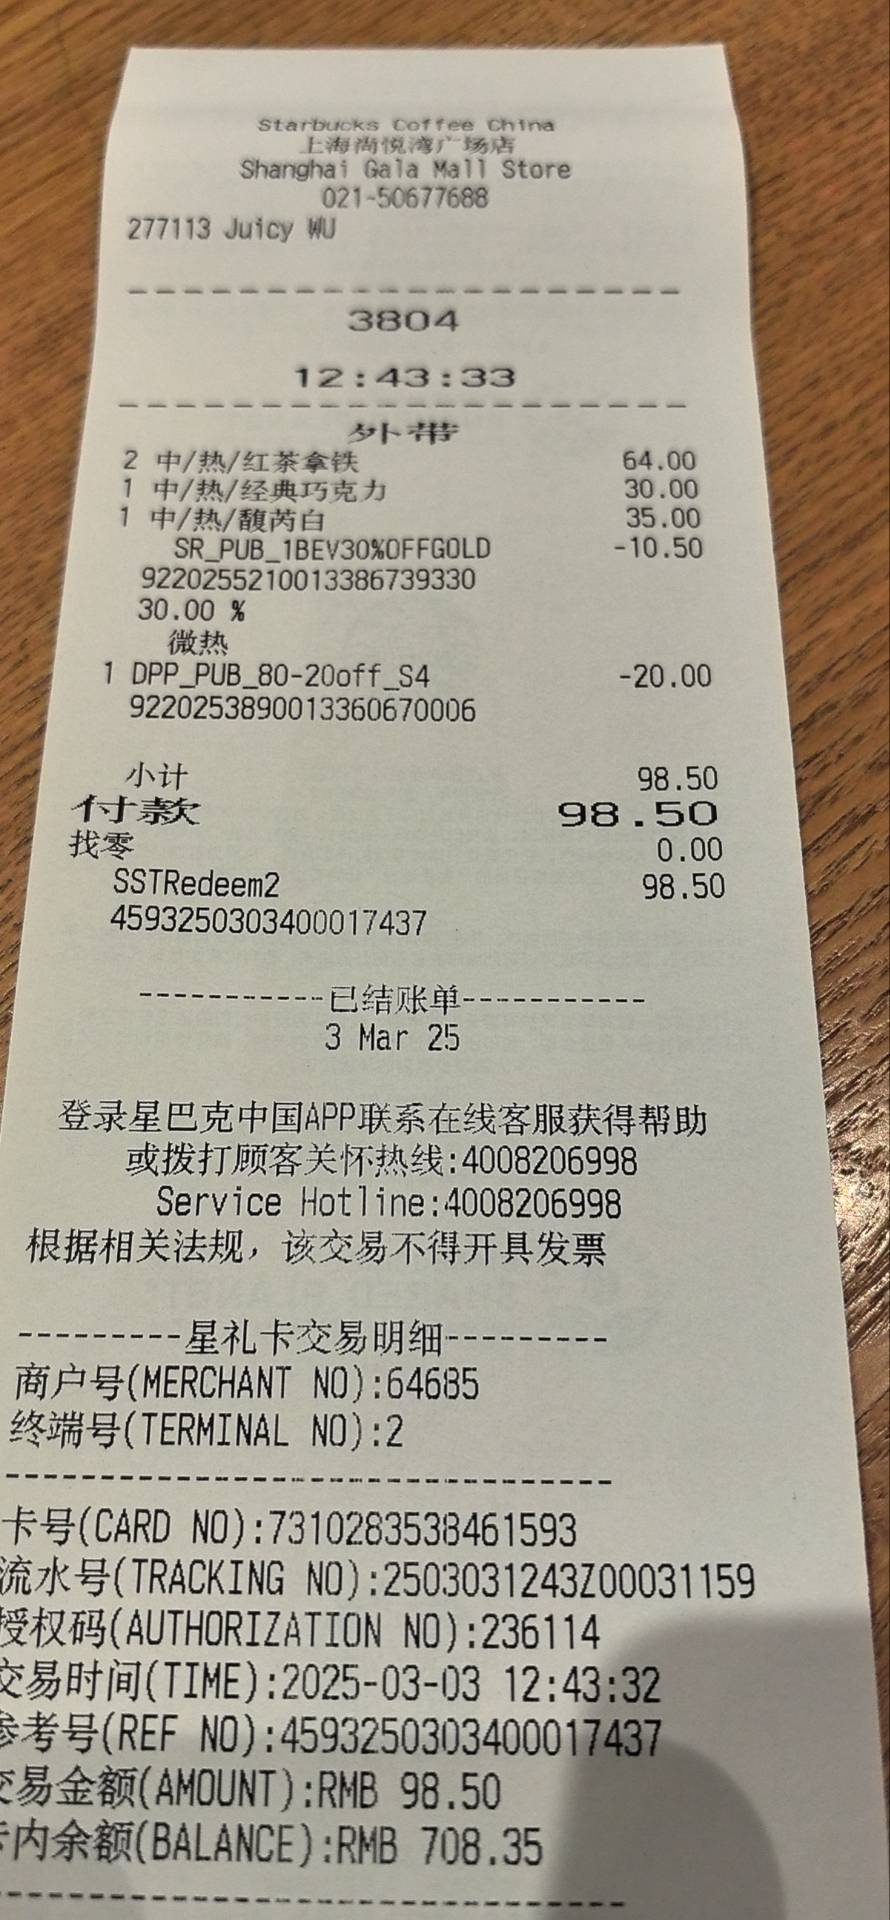 Starbucks Coffee China
上海尚悦湾广场店
Shanghai Gala Mall Store
021-50677688
277113 Juicy WU
--------------------
3804
12:43:33
--------------------
外带
2 中/热/红茶拿铁 64.00
1 中/热/经典巧克力 30.00
1 中/热/馥芮白 35.00
SR_PUB_1BEV30%OFFGOLD -10.50
9220255210013386739330
30.00 %
微热
1 DPP_PUB_80-20off_S4 -20.00
9220253890013360670006
小计 98.50
付款 98.50
找零 0.00
SSTRedeem2 98.50
4593250303400017437
-----------已结账单-----------
3 Mar 25
登录星巴克中国APP联系在线客服获得帮助
或拨打顾客关怀热线:4008206998
Service Hotline:4008206998
根据相关法规，该交易不得开具发票
---------星礼卡交易明细---------
商户号(MERCHANT NO):64685
终端号(TERMINAL NO):2
--------------------------------
卡号(CARD NO):7310283538461593
流水号(TRACKING NO):2503031243Z00031159
授权码(AUTHORIZATION NO):236114
交易时间(TIME):2025-03-03 12:43:32
参考号(REF NO):4593250303400017437
交易金额(AMOUNT):RMB 98.50
卡内余额(BALANCE):RMB 708.35
--------------------------------